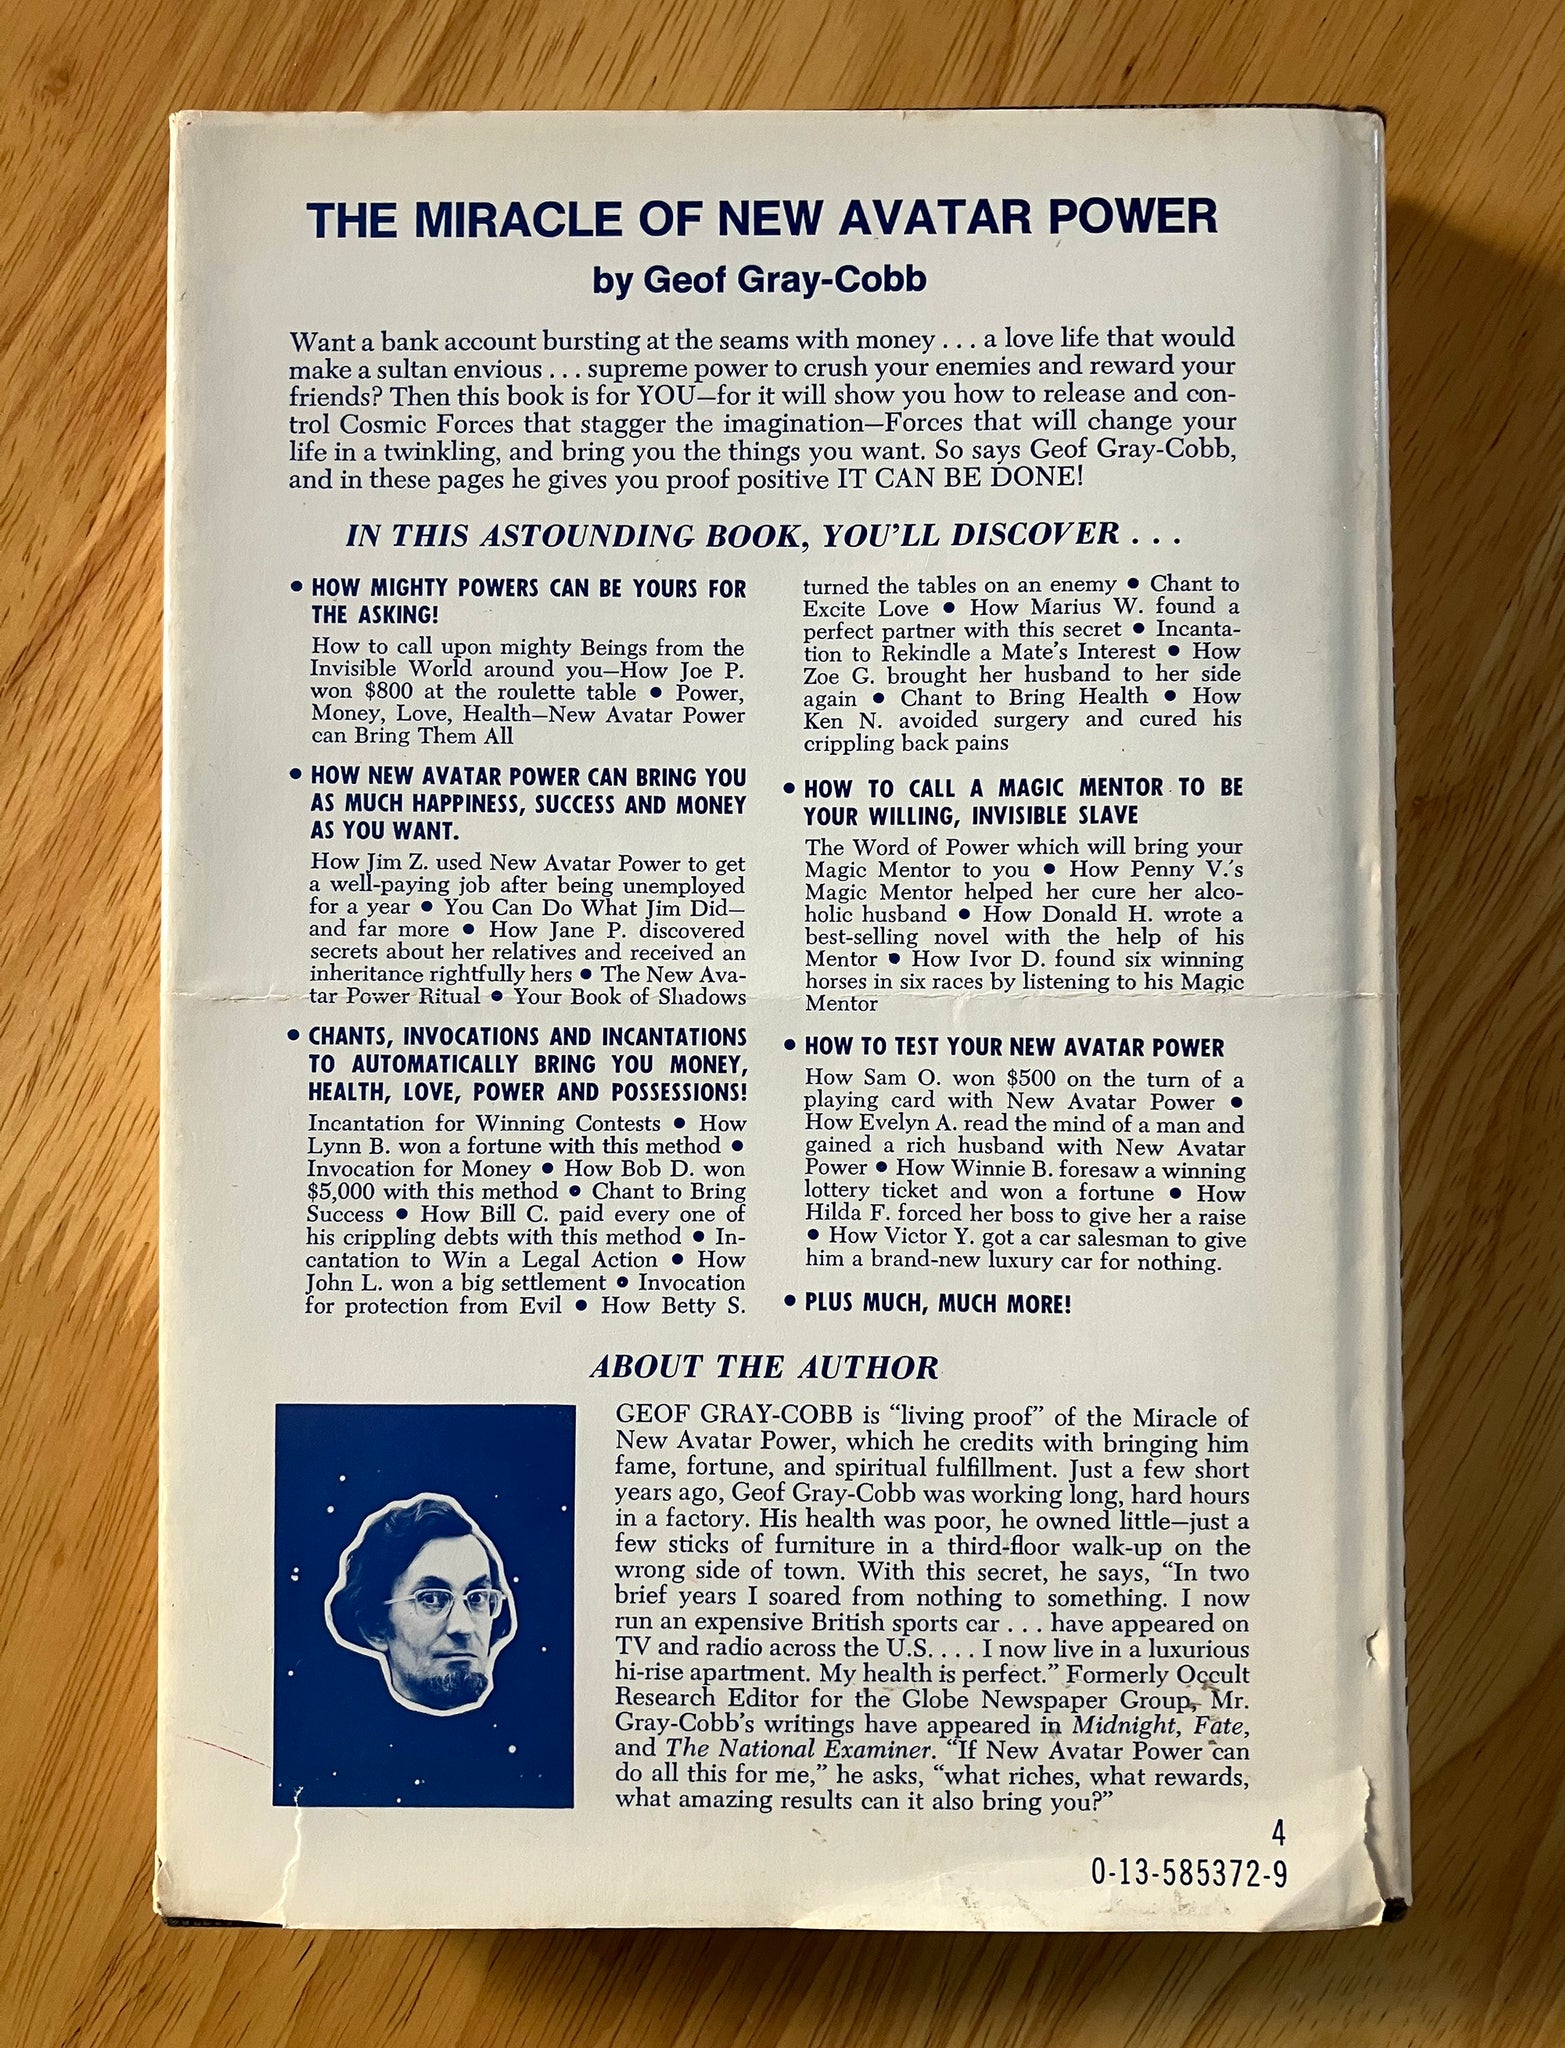 THE MIRACLE OF NEW AVATAR POWER
by Geof Gray-Cobb
Want a bank account bursting at the seams with money . . . a love life that would
make a sultan envious . . . supreme power to crush your enemies and reward your
friends? Then this book is for YOU—for it will show you how to release and con-
trol Cosmic Forces that stagger the imagination—Forces that will change your
life in a twinkling, and bring you the things you want. So says Geof Gray-Cobb,
and in these pages he gives you proof positive IT CAN BE DONE!
IN THIS ASTOUNDING BOOK, YOU'LL DISCOVER . . .
• HOW MIGHTY POWERS CAN BE YOURS FOR
THE ASKING!
How to call upon mighty Beings from the
Invisible World around you—How Joe P.
won $800 at the roulette table • Power,
Money, Love, Health—New Avatar Power
can Bring Them All
• HOW NEW AVATAR POWER CAN BRING YOU
AS MUCH HAPPINESS, SUCCESS AND MONEY
AS YOU WANT.
How Jim Z. used New Avatar Power to get
a well-paying job after being unemployed
for a year • You Can Do What Jim Did—
and far more • How Jane P. discovered
secrets about her relatives and received an
inheritance rightfully hers • The New Ava-
tar Power Ritual • Your Book of Shadows
• CHANTS, INVOCATIONS AND INCANTATIONS
TO AUTOMATICALLY BRING YOU MONEY,
HEALTH, LOVE, POWER AND POSSESSIONS!
Incantation for Winning Contests • How
Lynn B. won a fortune with this method •
Invocation for Money • How Bob D. won
$5,000 with this method • Chant to Bring
Success • How Bill C. paid every one of
his crippling debts with this method • In-
cantation to Win a Legal Action • How
John L. won a big settlement • Invocation
for protection from Evil • How Betty S.
turned the tables on an enemy • Chant to
Excite Love • How Marius W. found a
perfect partner with this secret • Incanta-
tion to Rekindle a Mate's Interest • How
Zoe G. brought her husband to her side
again • Chant to Bring Health • How
Ken N. avoided surgery and cured his
crippling back pains
• HOW TO CALL A MAGIC MENTOR TO BE
YOUR WILLING, INVISIBLE SLAVE
The Word of Power which will bring your
Magic Mentor to you • How Penny V.'s
Magic Mentor helped her cure her alco-
holic husband • How Donald H. wrote a
best-selling novel with the help of his
Mentor • How Ivor D. found six winning
horses in six races by listening to his Magic
Mentor
• HOW TO TEST YOUR NEW AVATAR POWER
How Sam O. won $500 on the turn of a
playing card with New Avatar Power •
How Evelyn A. read the mind of a man and
gained a rich husband with New Avatar
Power • How Winnie B. foresaw a winning
lottery ticket and won a fortune • How
Hilda F. forced her boss to give her a raise
• How Victor Y. got a car salesman to give
him a brand-new luxury car for nothing.
• PLUS MUCH, MUCH MORE!
ABOUT THE AUTHOR
GEOF GRAY-COBB is “living proof” of the Miracle of
New Avatar Power, which he credits with bringing him
fame, fortune, and spiritual fulfillment. Just a few short
years ago, Geof Gray-Cobb was working long, hard hours
in a factory. His health was poor, he owned little—just a
few sticks of furniture in a third-floor walk-up on the
wrong side of town. With this secret, he says, “In two
brief years I soared from nothing to something. I now
run an expensive British sports car . . . have appeared on
TV and radio across the U.S. . . . I now live in a luxurious
hi-rise apartment. My health is perfect.” Formerly Occult
Research Editor for the Globe Newspaper Group, Mr.
Gray-Cobb's writings have appeared in Midnight, Fate,
and The National Examiner. “If New Avatar Power can
do all this for me,” he asks, “what riches, what rewards,
what amazing results can it also bring you?”
4
0-13-585372-9